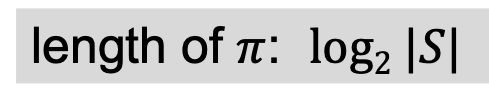 length of 𝜋: log₂ |𝑆|